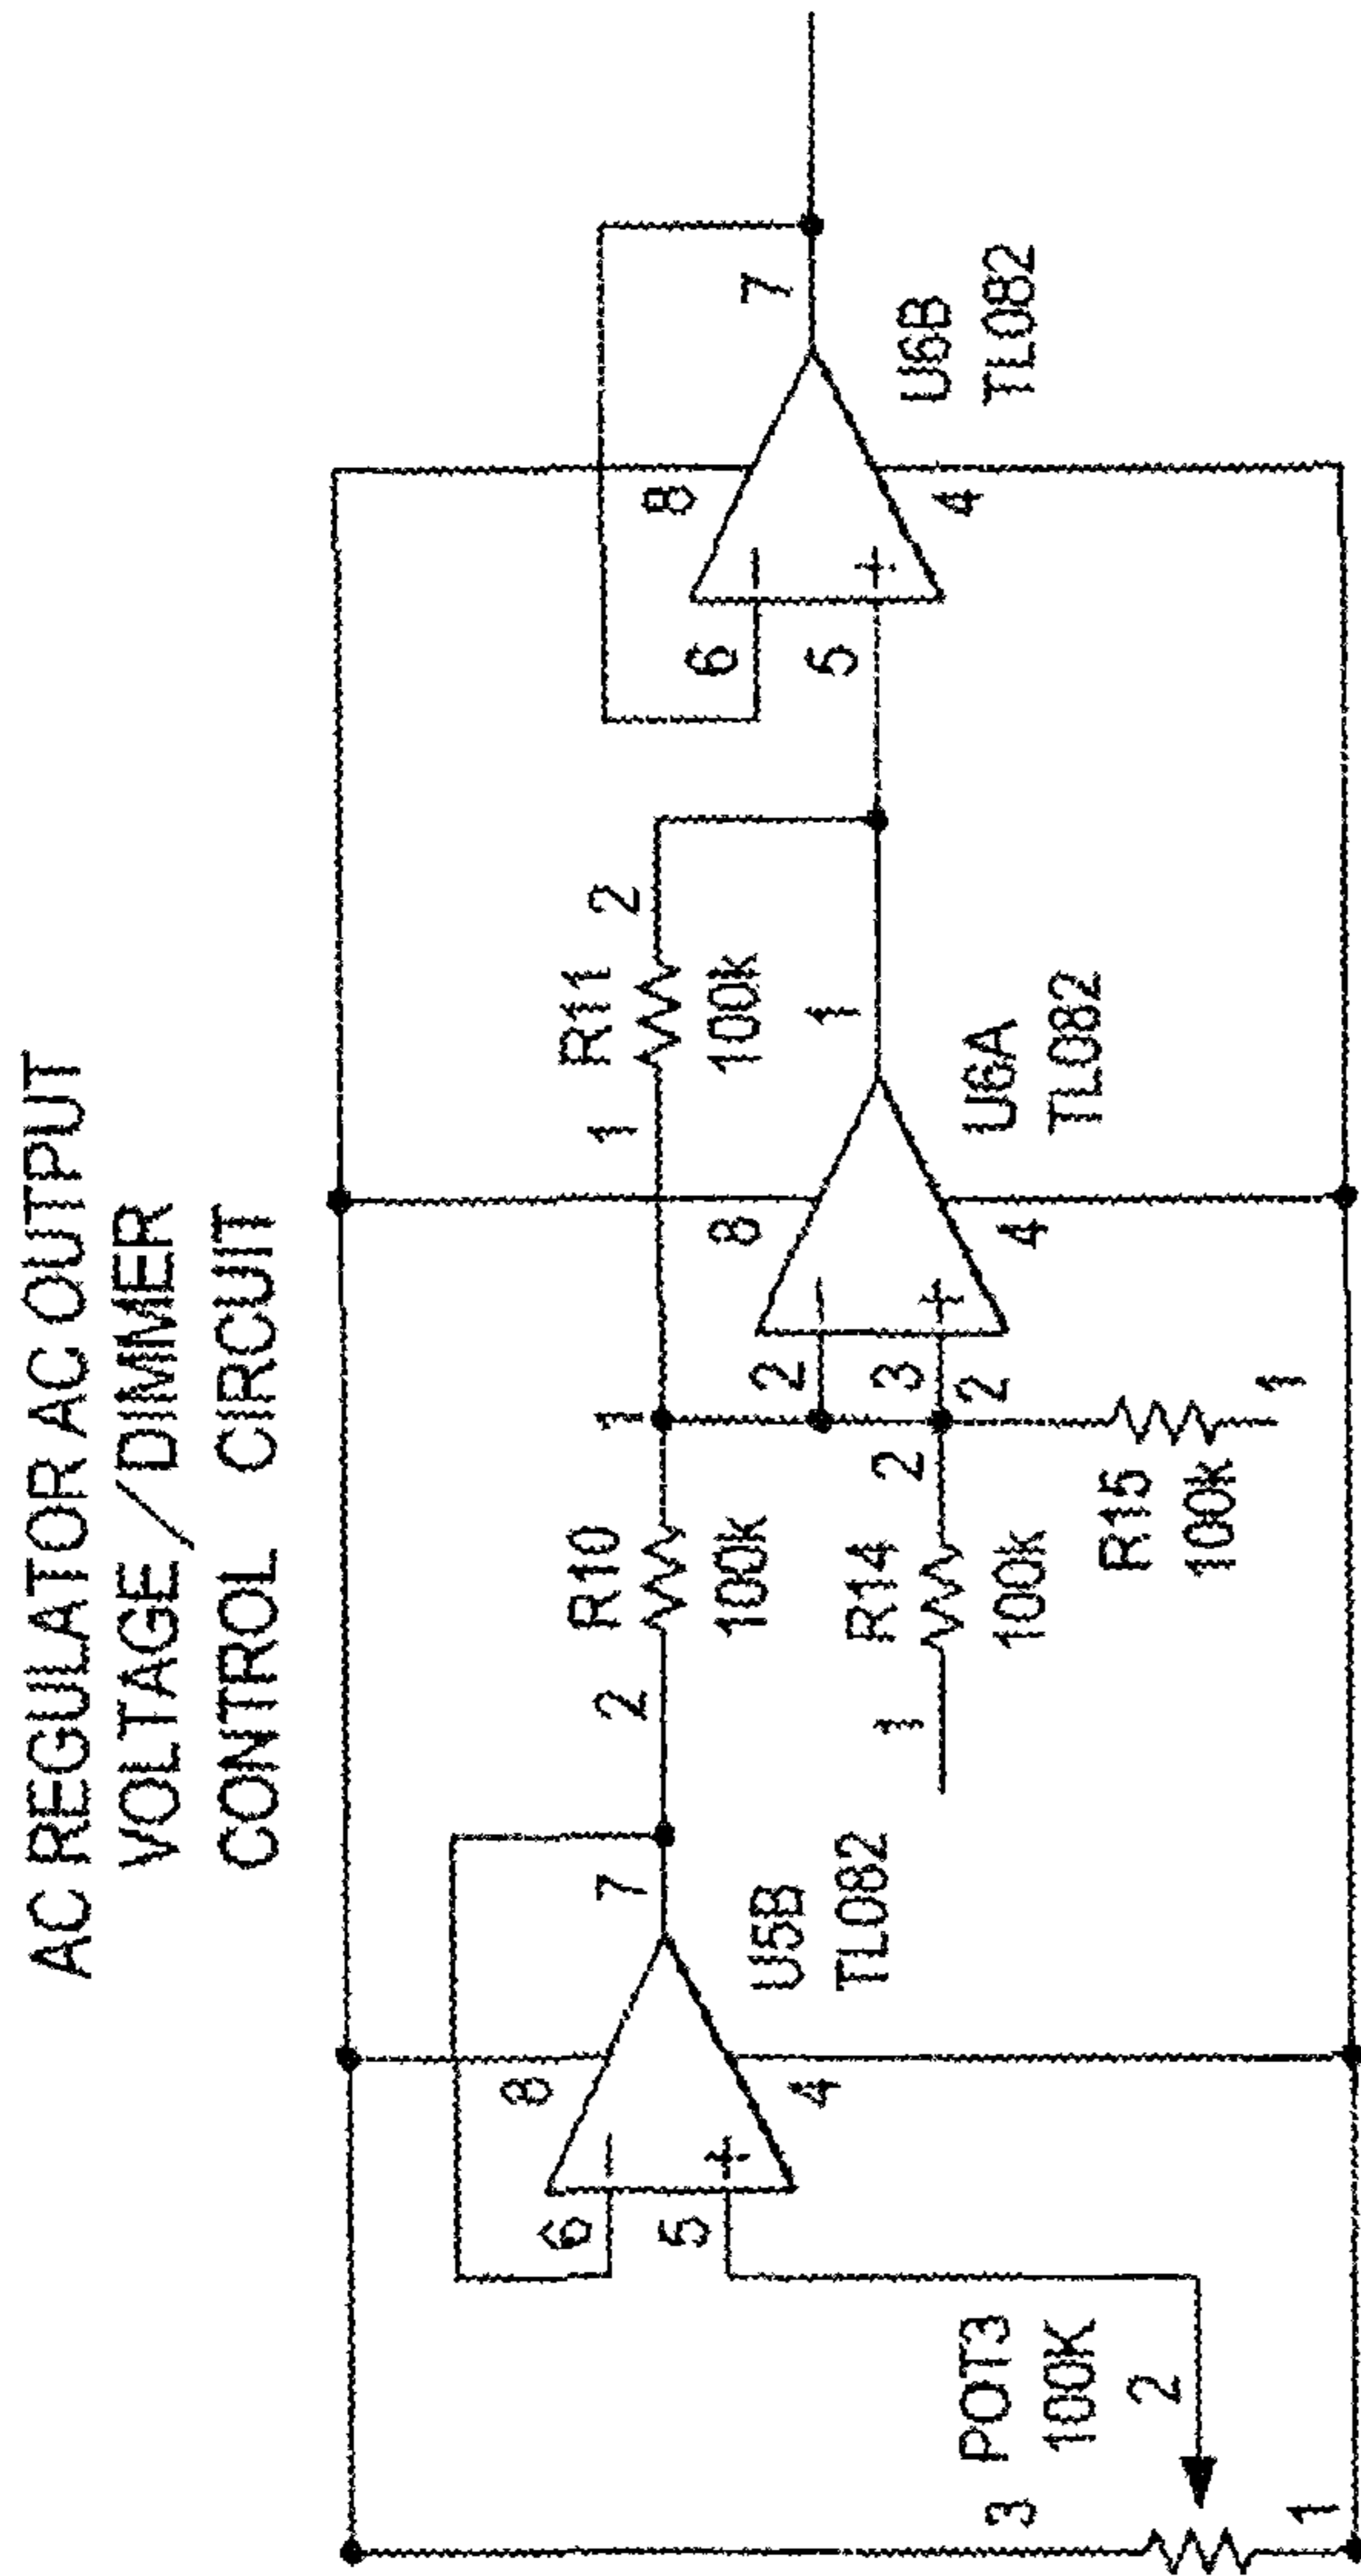 AC REGULATOR AC OUTPUT
VOLTAGE/DIMMER
CONTROL CIRCUIT
POT3
100K
3
2
1
6
5
8
4
7
U5B
TL082
2
R10
100k
1
1
R14
100k
2
2
R15
100k
1
2
3
8
4
1
U6A
TL082
1
R11
100k
2
6
5
8
4
7
U6B
TL082